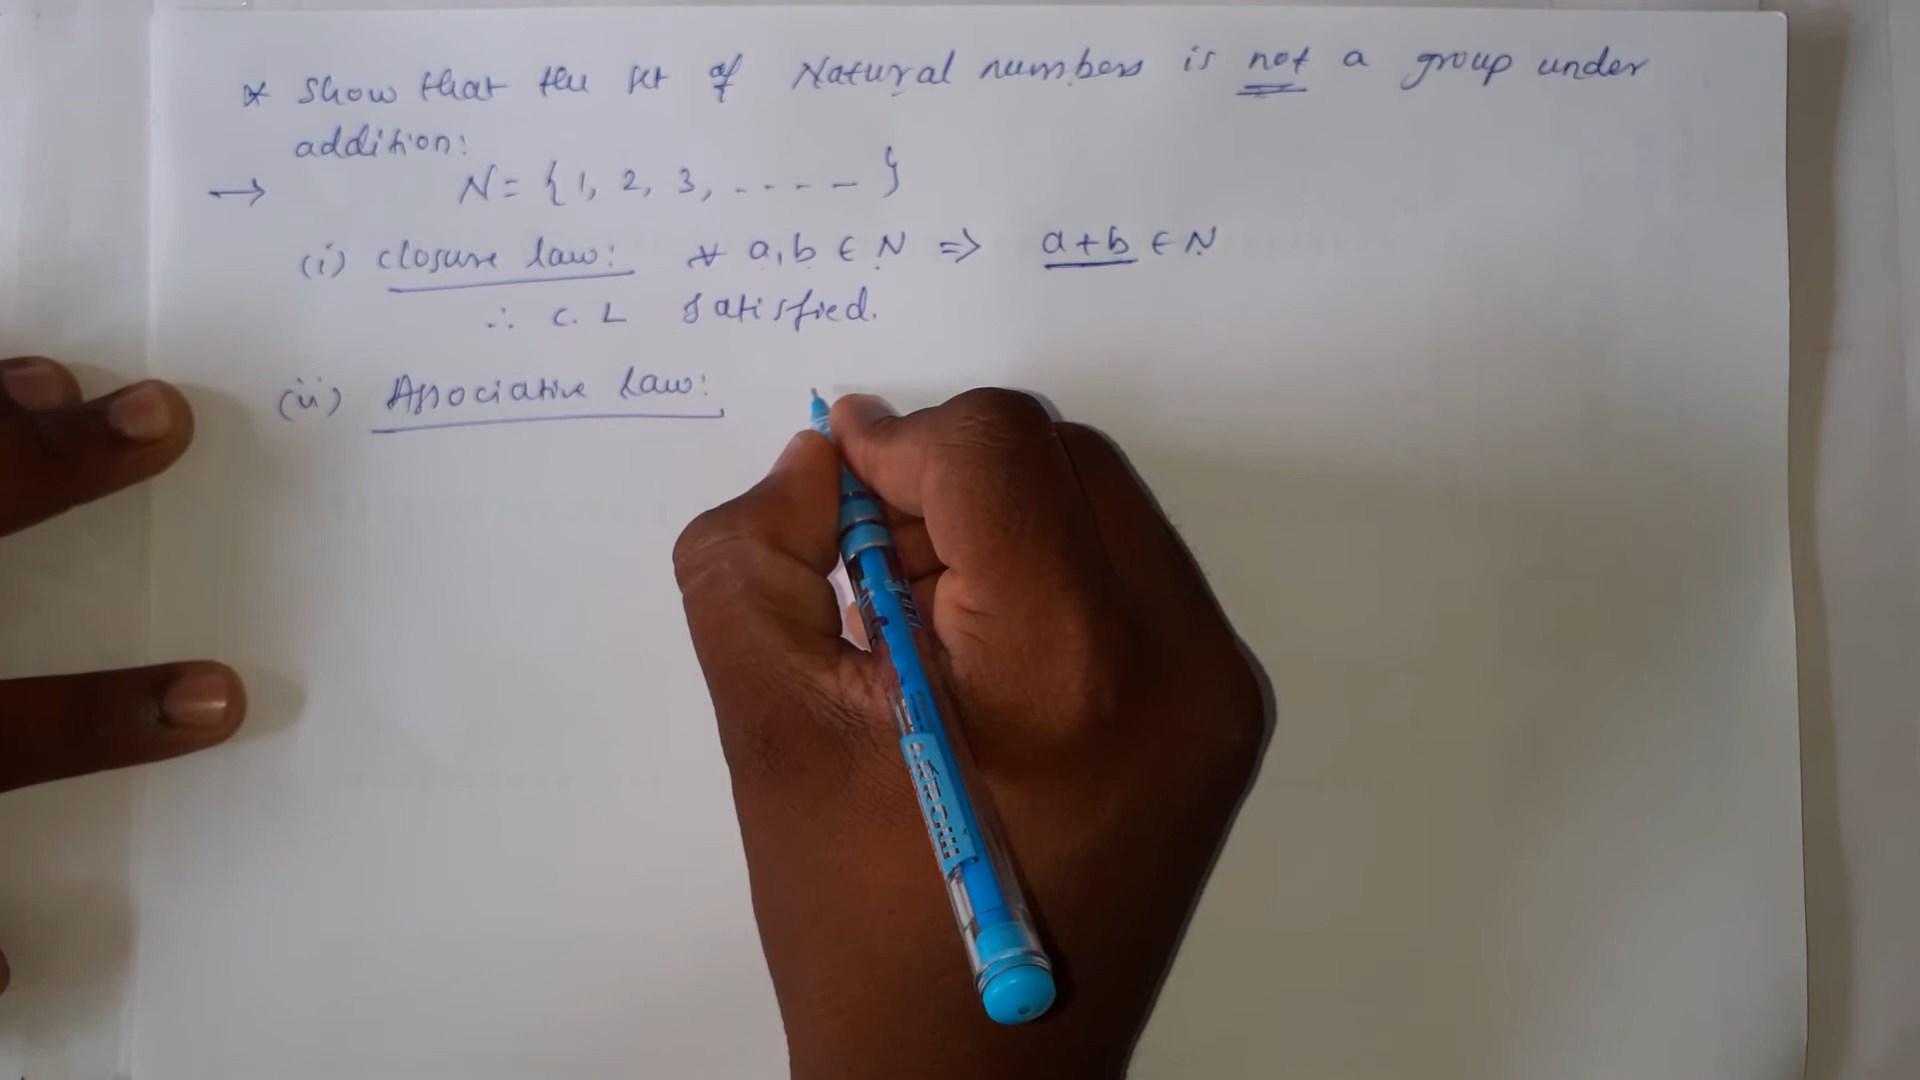 * Show that the set of Natural numbers is not a group under
addition:
→ N = { 1, 2, 3, ..... }
(i) closure law: ∀ a, b ∈ N ⇒ a + b ∈ N
∴ C. L satisfied.
(ii) Associative Law: